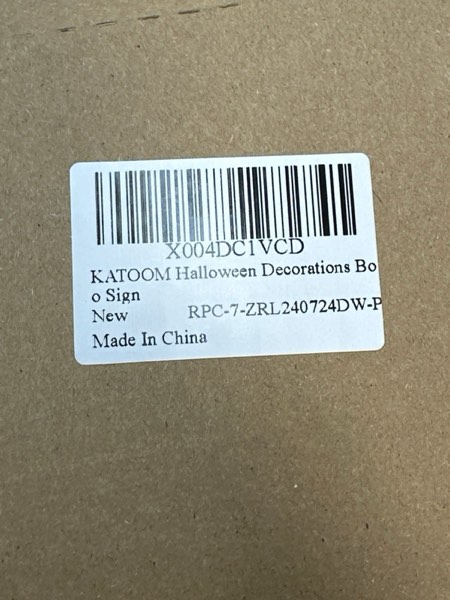 X004DC1VCD
KATOOM Halloween Decorations Bo
o Sign
New RPC-7-ZRL240724DW-P
Made In China